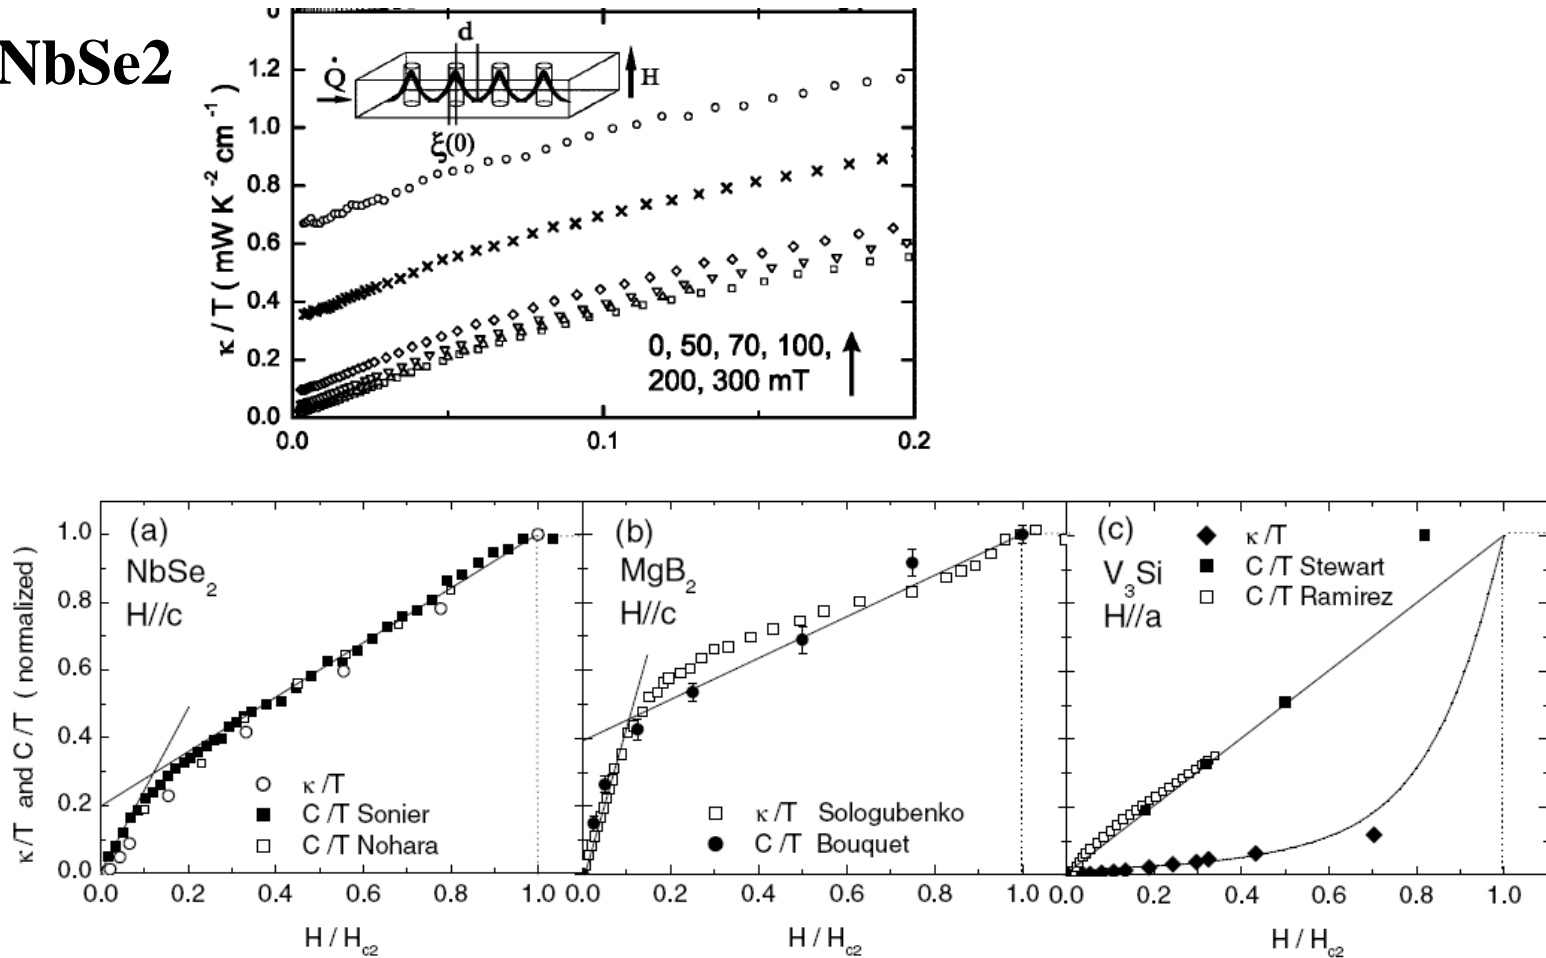 NbSe2
0
1.2
1.0
0.8
0.6
0.4
0.2
0.0
κ / T ( mW K -2 cm -1 )
d
Q̇
H
ξ(0)
0, 50, 70, 100,
200, 300 mT
0.0 0.1 0.2
κ/T and C/T ( normalized )
1.0
0.8
0.6
0.4
0.2
0.0
(a)
NbSe2
H//c
κ/T
C/T Sonier
C/T Nohara
0.0 0.2 0.4 0.6 0.8 1.0
H / Hc2
(b)
MgB2
H//c
κ/T Sologubenko
C/T Bouquet
0.0 0.2 0.4 0.6 0.8 1.0
H / Hc2
(c)
V3Si
H//a
κ/T
C/T Stewart
C/T Ramirez
0.0 0.2 0.4 0.6 0.8 1.0
H / Hc2